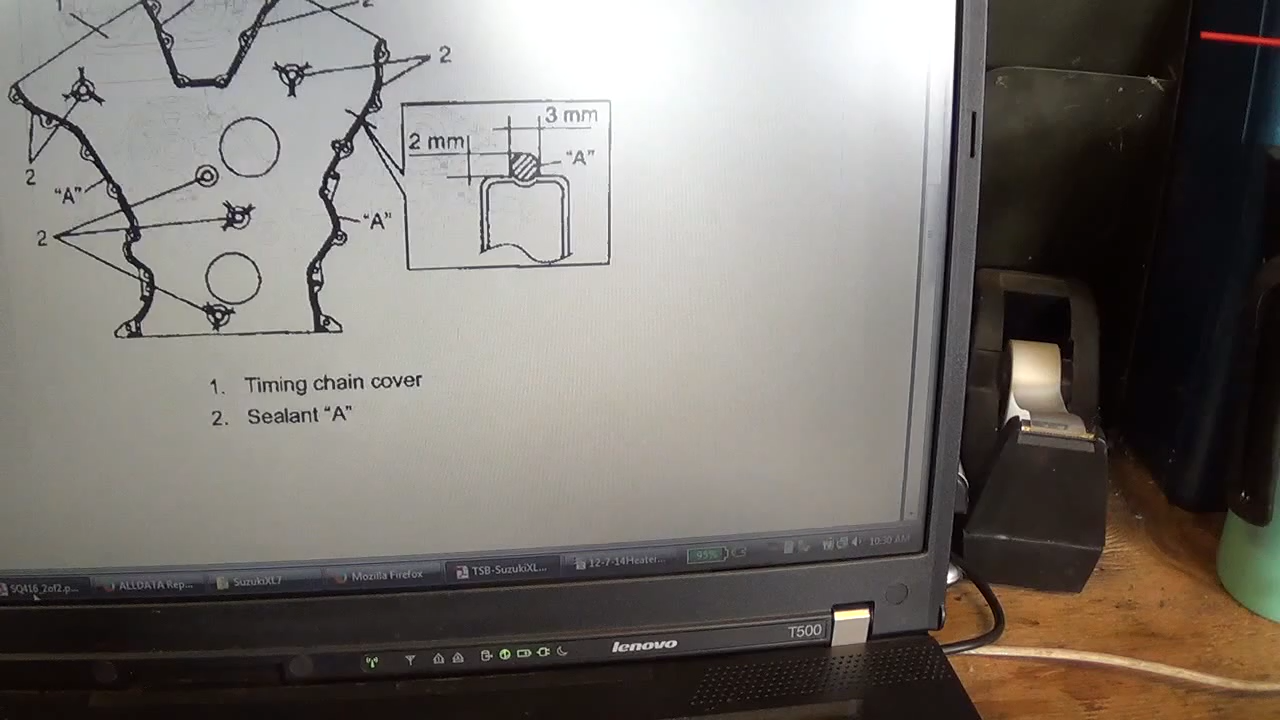 2
2
3 mm
2 mm
"A"
2
"A"
"A"
2
1. Timing chain cover
2. Sealant "A"
SQ416_2of2.p...
ALLDATA Rep...
SuzukiXL7
Mozilla Firefox
TSB-SuzukiXL...
12-7-14Heater...
95%
10:30 AM
lenovo
T500